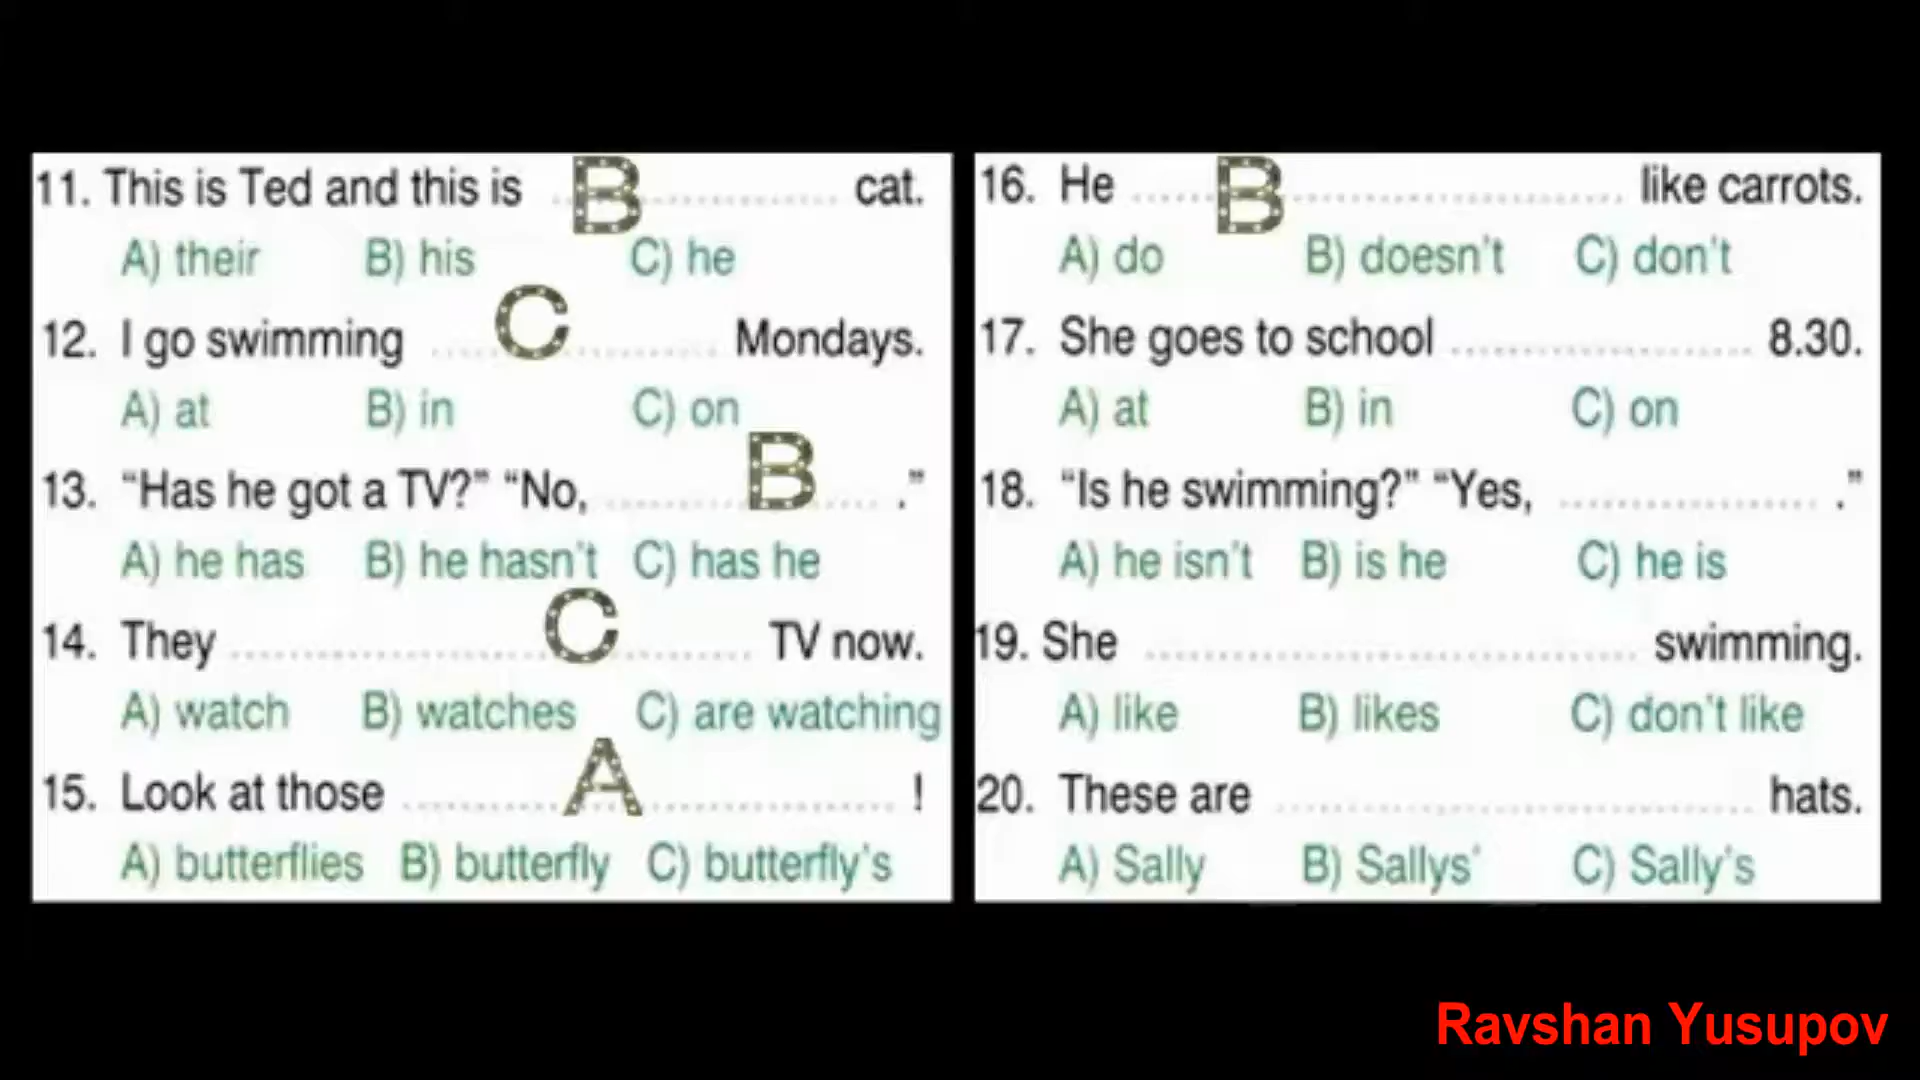 11. This is Ted and this is B cat.
A) their B) his C) he
12. I go swimming C Mondays.
A) at B) in C) on
13. “Has he got a TV?” “No, B .”
A) he has B) he hasn't C) has he
14. They C TV now.
A) watch B) watches C) are watching
15. Look at those A !
A) butterflies B) butterfly C) butterfly's
16. He B like carrots.
A) do B) doesn't C) don't
17. She goes to school 8.30.
A) at B) in C) on
18. “Is he swimming?” “Yes, .”
A) he isn't B) is he C) he is
19. She swimming.
A) like B) likes C) don't like
20. These are hats.
A) Sally B) Sallys' C) Sally's
Ravshan Yusupov